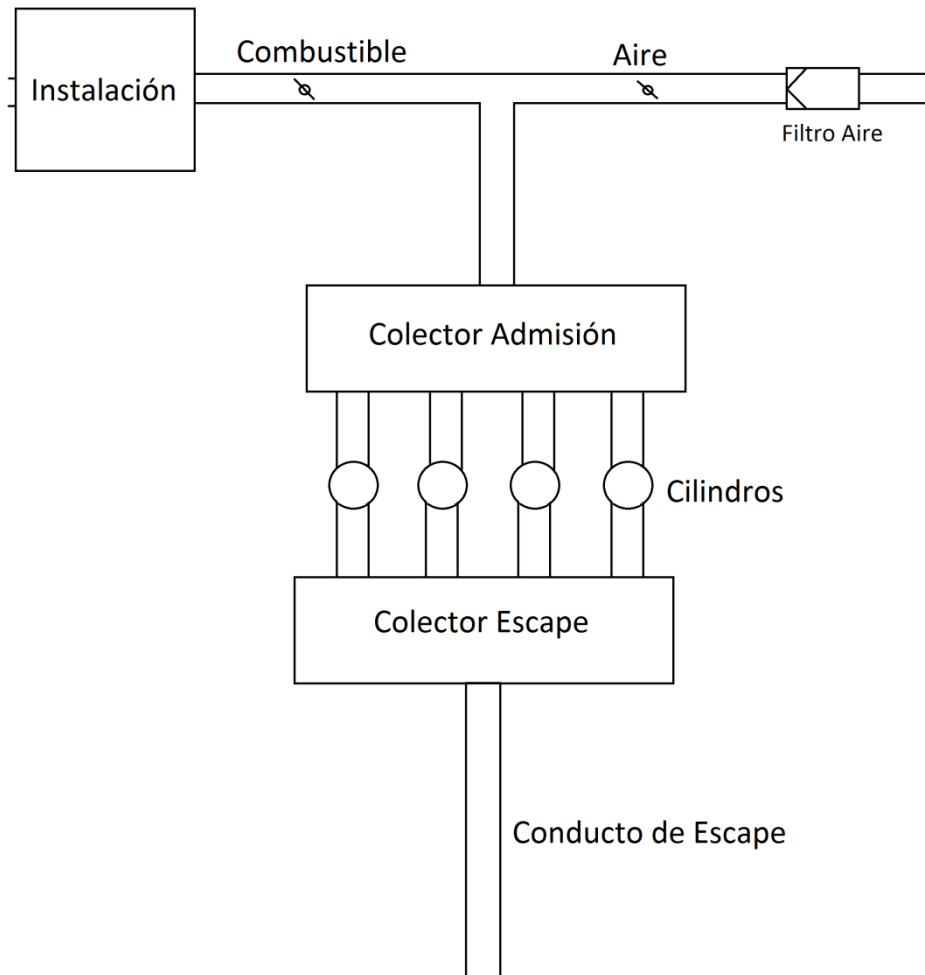 Combustible
Aire
Instalación
Filtro Aire
Colector Admisión
Cilindros
Colector Escape
Conducto de Escape